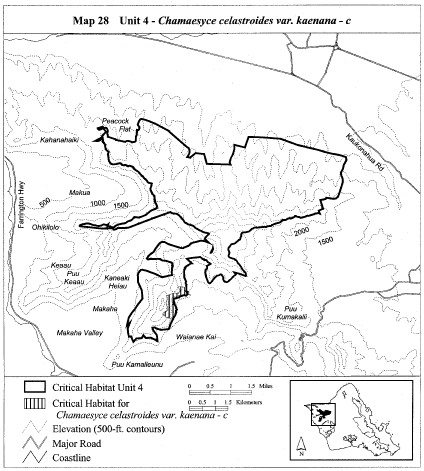 Map 28 Unit 4 - Chamaesyce celastroides var. kaenana - c
Peacock
Flat
Kahanahaiki
Kaukonahua Rd
Farrington Hwy
Makua
500
1000
1500
Ohikilolo
2000
1500
Keaau
Puu
Keaau
Kaneaki
Heiau
Makaha
Puu
Kumakalii
Makaha Valley
Waianae Kai
Puu Kamaileunu
Critical Habitat Unit 4
Critical Habitat for
Chamaesyce celastroides var. kaenana - c
Elevation (500-ft. contours)
Major Road
Coastline
0 0.5 1 1.5 Miles
0 0.5 1 1.5 Kilometers
N